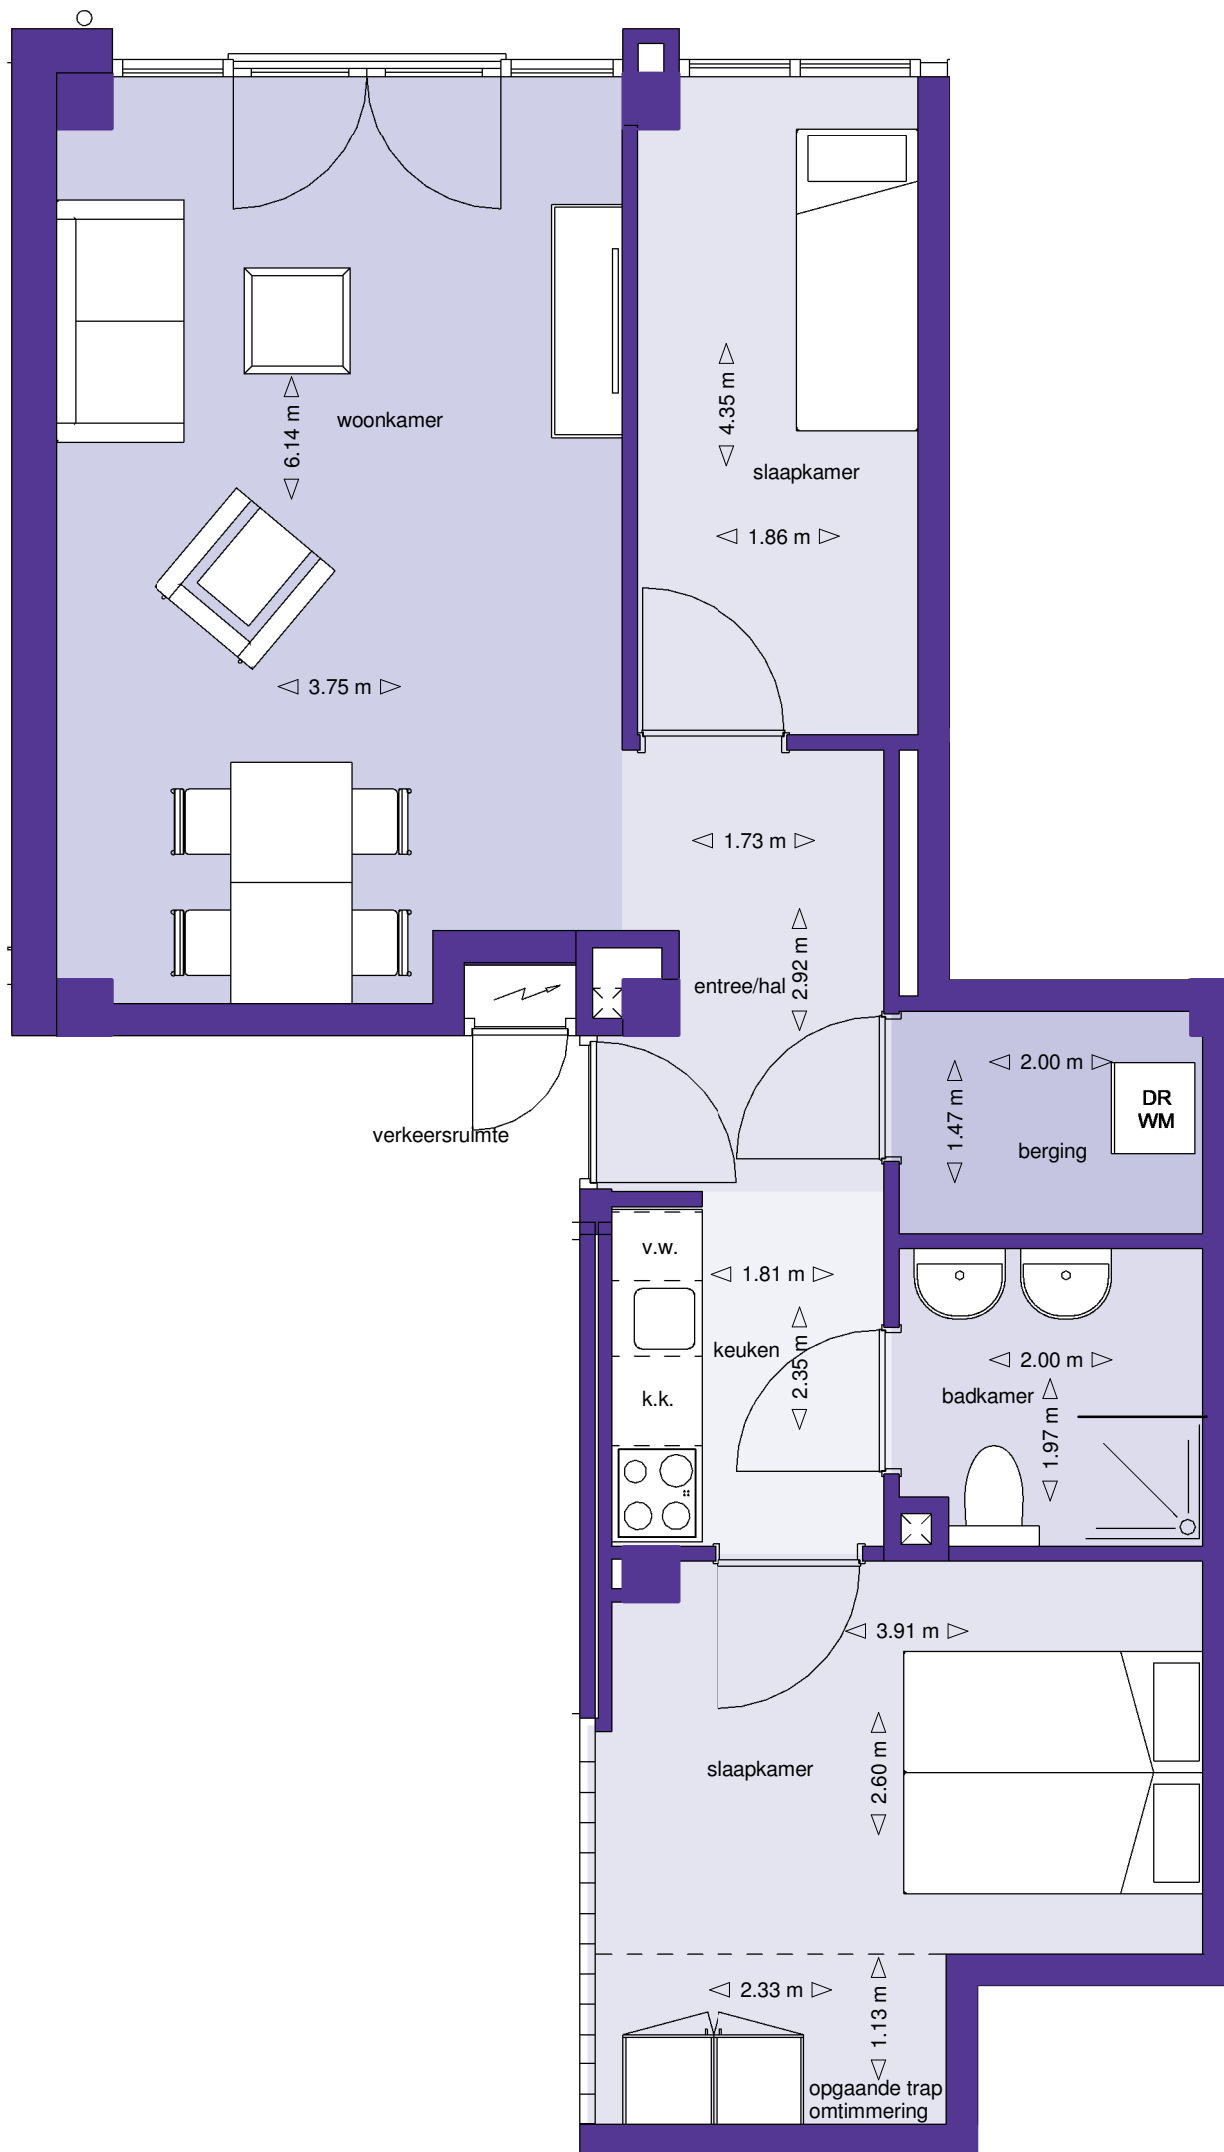 woonkamer
6.14 m
3.75 m
4.35 m
slaapkamer
1.86 m
1.73 m
2.92 m
entree/hal
verkeersruimte
2.00 m
1.47 m
DR
WM
berging
v.w.
1.81 m
keuken
2.35 m
k.k.
2.00 m
badkamer
1.97 m
3.91 m
slaapkamer
2.60 m
2.33 m
1.13 m
opgaande trap
omtimmering